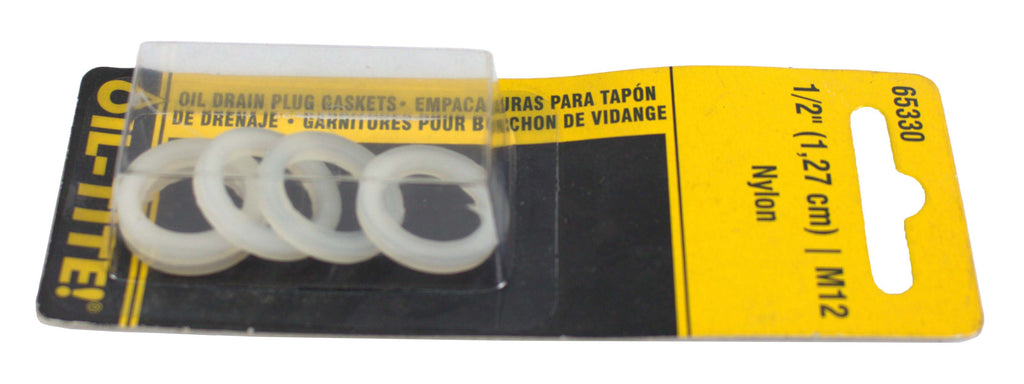 65330
1/2" (1,27 cm) | M12
Nylon
OIL DRAIN PLUG GASKETS • EMPACADURAS PARA TAPÓN
DE DRENAJE • GARNITURES POUR BOUCHON DE VIDANGE
OIL-TITE!®